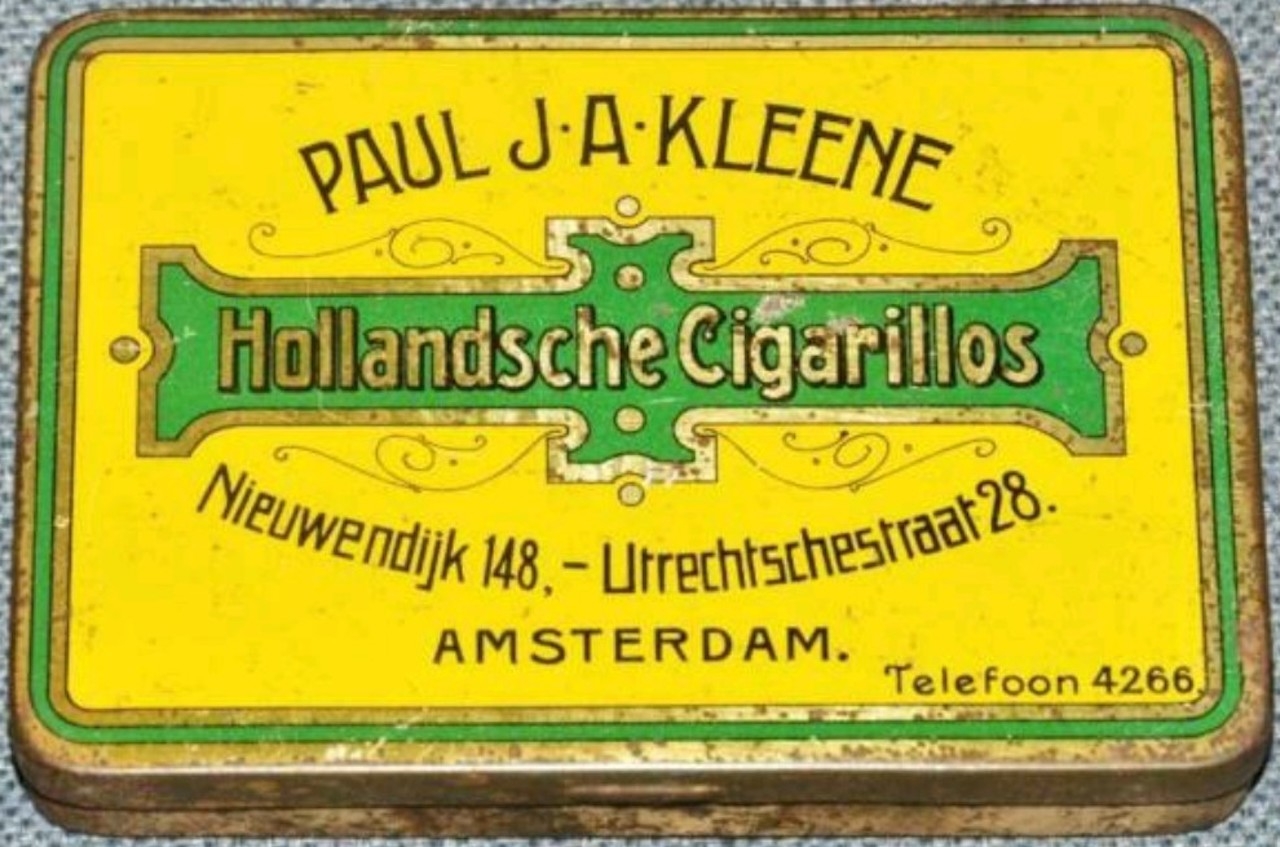 PAUL J·A·KLEENE
Hollandsche Cigarillos
Nieuwendijk 148, – Utrechtschestraat 28.
AMSTERDAM.
Telefoon 4266.